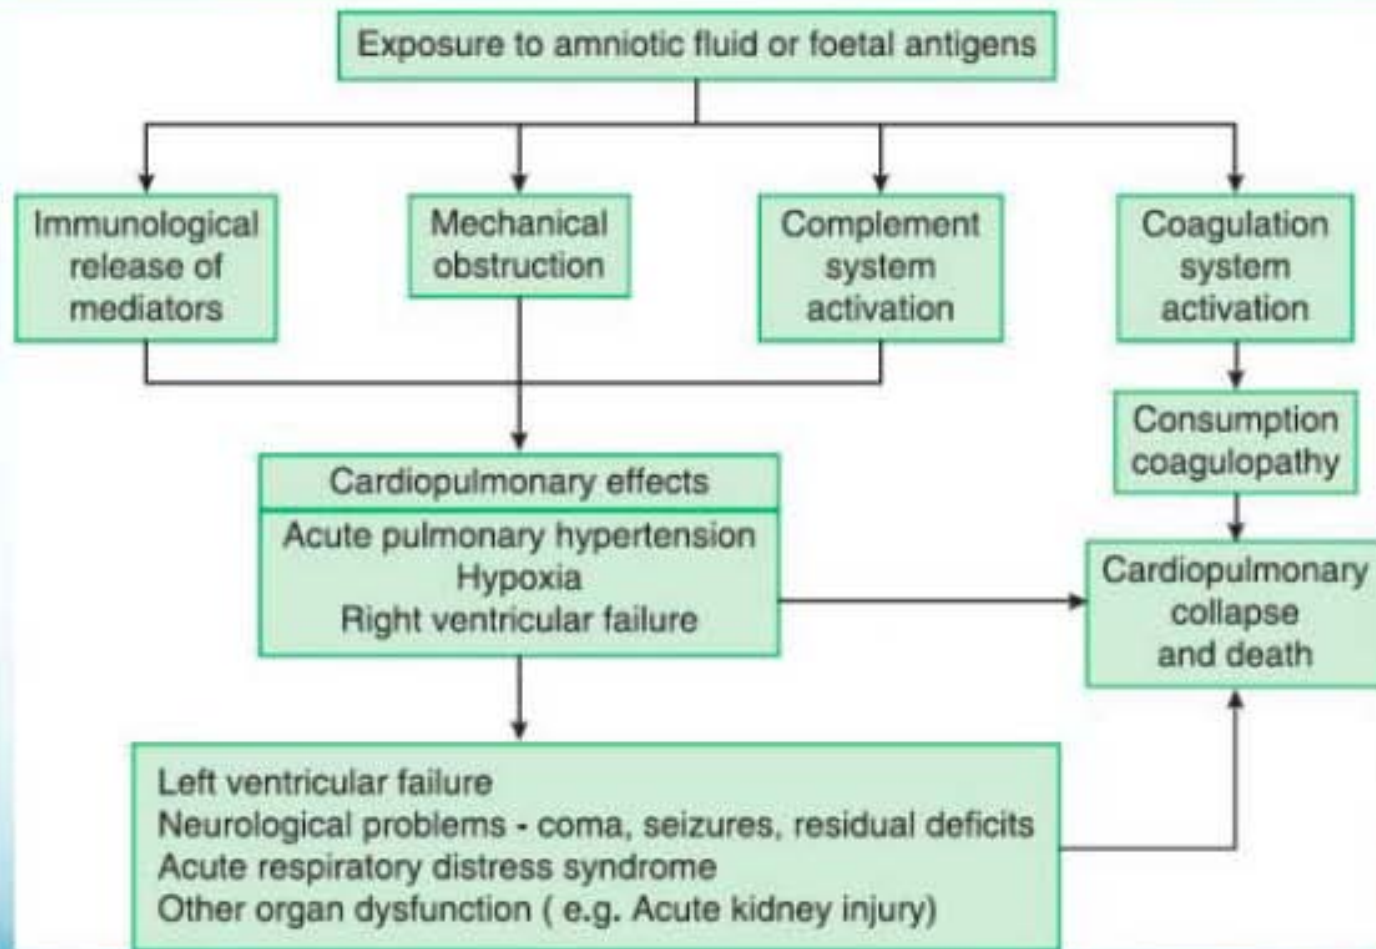 Exposure to amniotic fluid or foetal antigens
Immunological
release of
mediators
Mechanical
obstruction
Complement
system
activation
Coagulation
system
activation
Consumption
coagulopathy
Cardiopulmonary effects
Acute pulmonary hypertension
Hypoxia
Right ventricular failure
Cardiopulmonary
collapse
and death
Left ventricular failure
Neurological problems - coma, seizures, residual deficits
Acute respiratory distress syndrome
Other organ dysfunction ( e.g. Acute kidney injury)